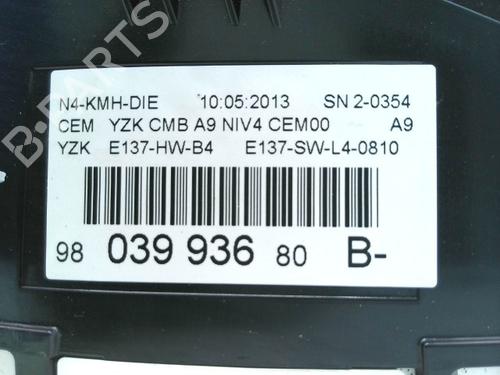 N4-KMH-DIE 10:05:2013 SN 2-0354
CEM YZK CMB A9 NIV4 CEM00 A9
YZK E137-HW-B4 E137-SW-L4-0810
98 039 936 80 B-
B-PARTS